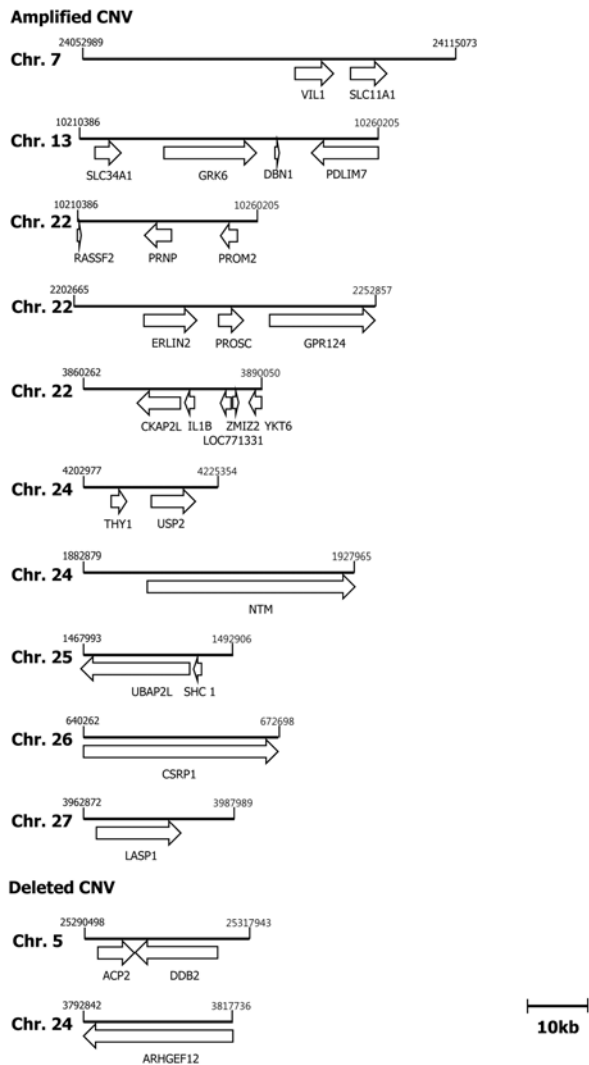 Amplified CNV
24052989 24115073
Chr. 7
VIL1 SLC11A1
10210386 10260205
Chr. 13
SLC34A1 GRK6 DBN1 PDLIM7
10210386 10260205
Chr. 22
RASSF2 PRNP PROM2
2202665 2252857
Chr. 22
ERLIN2 PROSC GPR124
3860262 3890050
Chr. 22
CKAP2L IL1B ZMIZ2 YKT6
LOC771331
4202977 4225354
Chr. 24
THY1 USP2
1882879 1927965
Chr. 24
NTM
1467993 1492906
Chr. 25
UBAP2L SHC 1
640262 672698
Chr. 26
CSRP1
3962872 3987989
Chr. 27
LASP1
Deleted CNV
25290498 25317943
Chr. 5
ACP2 DDB2
3792842 3817736
Chr. 24
10kb
ARHGEF12